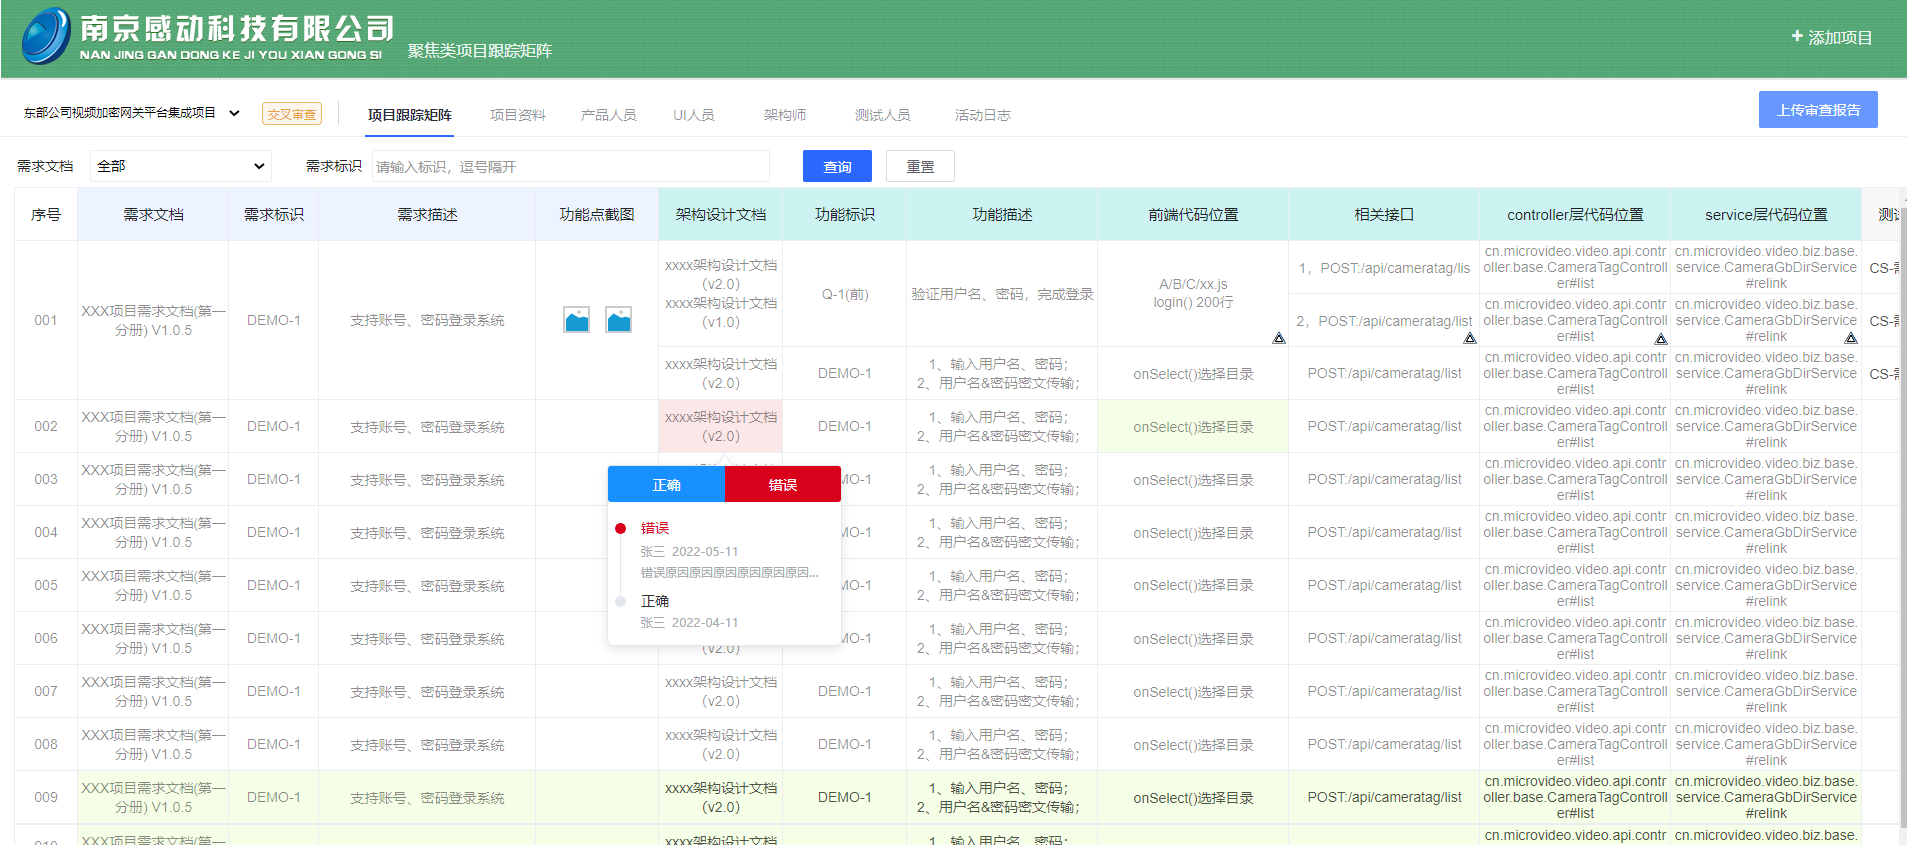 南京感动科技有限公司
NAN JING GAN DONG KE JI YOU XIAN GONG SI
聚焦类项目跟踪矩阵
+ 添加项目
东部公司视频加密网关平台集成项目 交叉审查 项目跟踪矩阵 项目资料 产品人员 UI人员 架构师 测试人员 活动日志 上传审查报告
需求文档 全部 需求标识 请输入标识，逗号隔开 查询 重置
序号 需求文档 需求标识 需求描述 功能点截图 架构设计文档 功能标识 功能描述 前端代码位置 相关接口 controller层代码位置 service层代码位置 测
001
XXX项目需求文档(第一
分册) V1.0.5
DEMO-1
支持账号、密码登录系统
xxxx架构设计文档
（v2.0）
xxxx架构设计文档
（v1.0）
Q-1(前)
验证用户名、密码，完成登录
A/B/C/xx.js
login() 200行
1，POST:/api/cameratag/lis
cn.microvideo.video.api.contr
oller.base.CameraTagControll
er#list
cn.microvideo.video.biz.base.
service.CameraGbDirService
#relink
CS-
2，POST:/api/cameratag/list
cn.microvideo.video.api.contr
oller.base.CameraTagControll
er#list
cn.microvideo.video.biz.base.
service.CameraGbDirService
#relink
CS-
xxxx架构设计文档
（v2.0）
DEMO-1
1、输入用户名、密码；
2、用户名&密码密文传输；
onSelect()选择目录
POST:/api/cameratag/list
cn.microvideo.video.api.contr
oller.base.CameraTagControll
er#list
cn.microvideo.video.biz.base.
service.CameraGbDirService
#relink
CS-
002
XXX项目需求文档(第一
分册) V1.0.5
DEMO-1
支持账号、密码登录系统
xxxx架构设计文档
（v2.0）
DEMO-1
1、输入用户名、密码；
2、用户名&密码密文传输；
onSelect()选择目录
POST:/api/cameratag/list
cn.microvideo.video.api.contr
oller.base.CameraTagControll
er#list
cn.microvideo.video.biz.base.
service.CameraGbDirService
#relink
003
XXX项目需求文档(第一
分册) V1.0.5
DEMO-1
支持账号、密码登录系统
MO-1
1、输入用户名、密码；
2、用户名&密码密文传输；
onSelect()选择目录
POST:/api/cameratag/list
cn.microvideo.video.api.contr
oller.base.CameraTagControll
er#list
cn.microvideo.video.biz.base.
service.CameraGbDirService
#relink
正确 错误
错误
张三 2022-05-11
错误原因原因原因原因原因原因...
正确
张三 2022-04-11
004
XXX项目需求文档(第一
分册) V1.0.5
DEMO-1
支持账号、密码登录系统
MO-1
1、输入用户名、密码；
2、用户名&密码密文传输；
onSelect()选择目录
POST:/api/cameratag/list
cn.microvideo.video.api.contr
oller.base.CameraTagControll
er#list
cn.microvideo.video.biz.base.
service.CameraGbDirService
#relink
005
XXX项目需求文档(第一
分册) V1.0.5
DEMO-1
支持账号、密码登录系统
MO-1
1、输入用户名、密码；
2、用户名&密码密文传输；
onSelect()选择目录
POST:/api/cameratag/list
cn.microvideo.video.api.contr
oller.base.CameraTagControll
er#list
cn.microvideo.video.biz.base.
service.CameraGbDirService
#relink
006
XXX项目需求文档(第一
分册) V1.0.5
DEMO-1
支持账号、密码登录系统
（v2.0）
MO-1
1、输入用户名、密码；
2、用户名&密码密文传输；
onSelect()选择目录
POST:/api/cameratag/list
cn.microvideo.video.api.contr
oller.base.CameraTagControll
er#list
cn.microvideo.video.biz.base.
service.CameraGbDirService
#relink
007
XXX项目需求文档(第一
分册) V1.0.5
DEMO-1
支持账号、密码登录系统
xxxx架构设计文档
（v2.0）
DEMO-1
1、输入用户名、密码；
2、用户名&密码密文传输；
onSelect()选择目录
POST:/api/cameratag/list
cn.microvideo.video.api.contr
oller.base.CameraTagControll
er#list
cn.microvideo.video.biz.base.
service.CameraGbDirService
#relink
008
XXX项目需求文档(第一
分册) V1.0.5
DEMO-1
支持账号、密码登录系统
xxxx架构设计文档
（v2.0）
DEMO-1
1、输入用户名、密码；
2、用户名&密码密文传输；
onSelect()选择目录
POST:/api/cameratag/list
cn.microvideo.video.api.contr
oller.base.CameraTagControll
er#list
cn.microvideo.video.biz.base.
service.CameraGbDirService
#relink
009
XXX项目需求文档(第一
分册) V1.0.5
DEMO-1
支持账号、密码登录系统
xxxx架构设计文档
（v2.0）
DEMO-1
1、输入用户名、密码；
2、用户名&密码密文传输；
onSelect()选择目录
POST:/api/cameratag/list
cn.microvideo.video.api.contr
oller.base.CameraTagControll
er#list
cn.microvideo.video.biz.base.
service.CameraGbDirService
#relink
010
XXX项目需求文档(第一
xxxx架构设计文档
1、输入用户名、密码；
cn.microvideo.video.api.contr
cn.microvideo.video.biz.base.